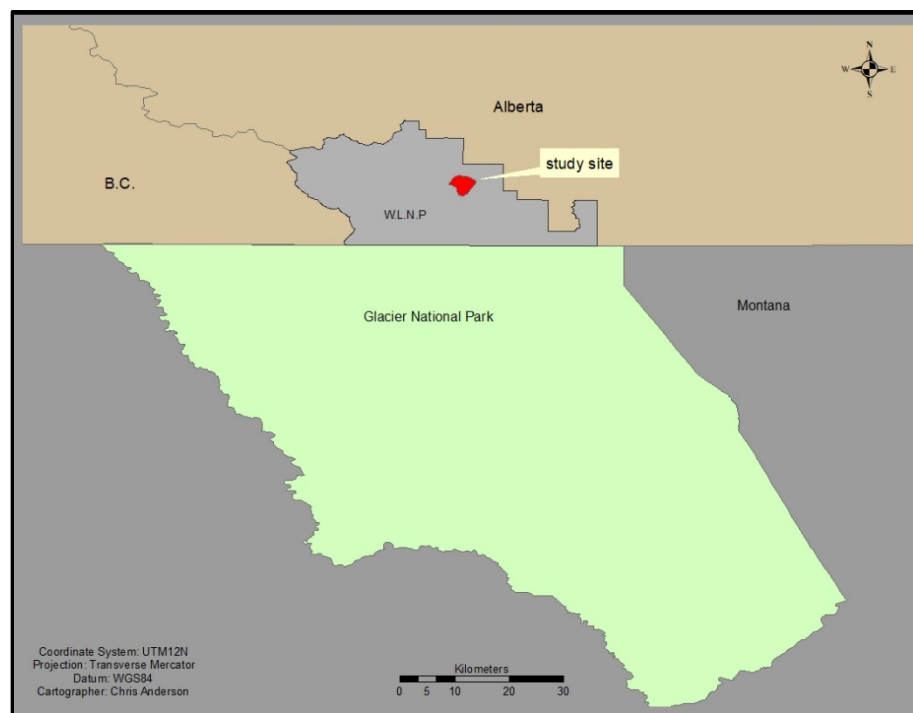 N
W E
S
Alberta
study site
B.C.
W.L.N.P
Montana
Glacier National Park
Coordinate System: UTM12N
Projection: Transverse Mercator
Datum: WGS84
Cartographer: Chris Anderson
Kilometers
0 5 10 20 30